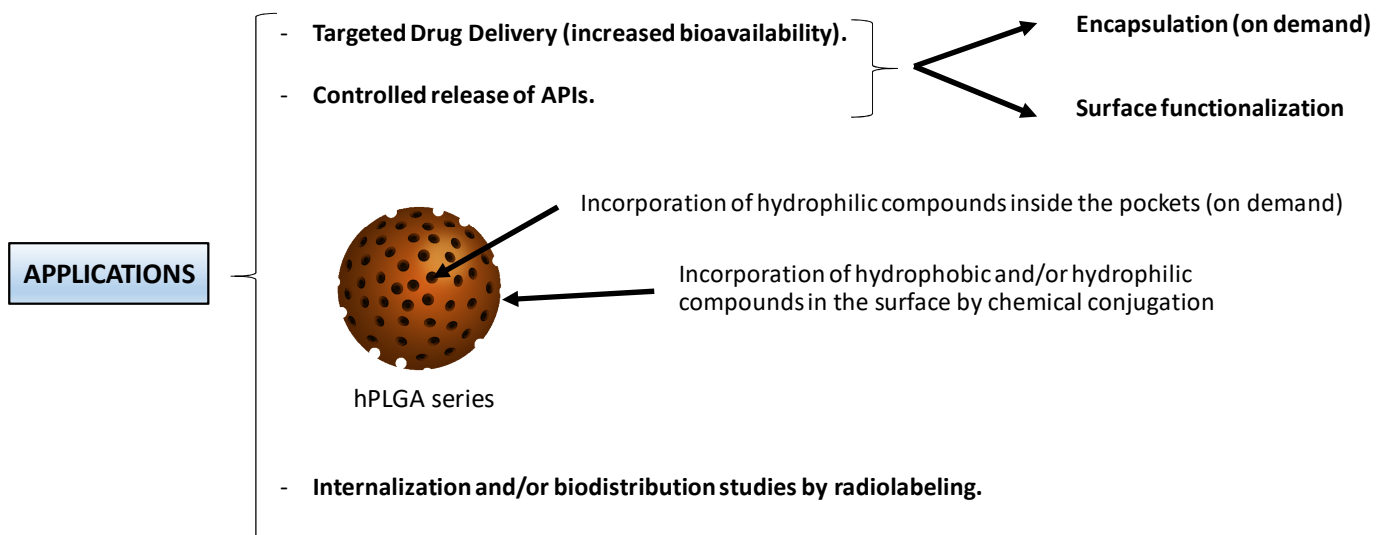 - Targeted Drug Delivery (increased bioavailability).
- Controlled release of APIs.
Encapsulation (on demand)
Surface functionalization
APPLICATIONS
Incorporation of hydrophilic compounds inside the pockets (on demand)
Incorporation of hydrophobic and/or hydrophilic
compounds in the surface by chemical conjugation
hPLGA series
- Internalization and/or biodistribution studies by radiolabeling.